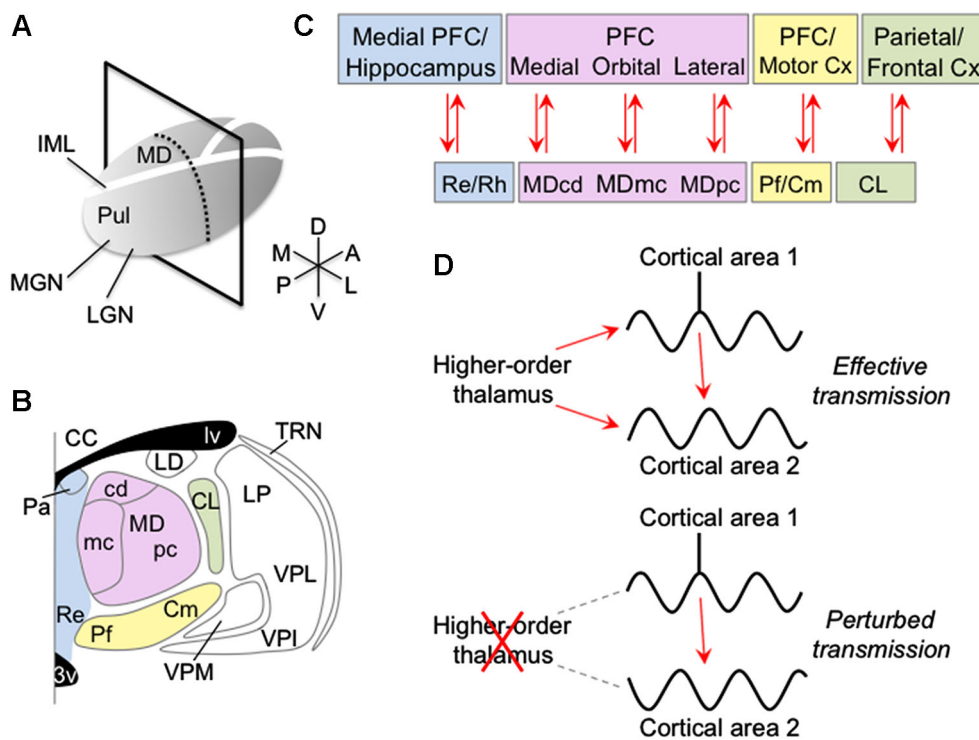 A
IML
MD
Pul
MGN
LGN
D
M
A
P
L
V
B
CC
lv
TRN
LD
Pa
cd
CL
LP
MD
mc
pc
VPL
Re
Cm
Pf
VPI
VPM
3v
C
Medial PFC/
Hippocampus
PFC
Medial Orbital Lateral
PFC/
Motor Cx
Parietal/
Frontal Cx
Re/Rh
MDcd MDmc MDpc
Pf/Cm
CL
D
Cortical area 1
Higher-order
thalamus
Effective
transmission
Cortical area 2
Cortical area 1
Higher-order
thalamus
Perturbed
transmission
Cortical area 2